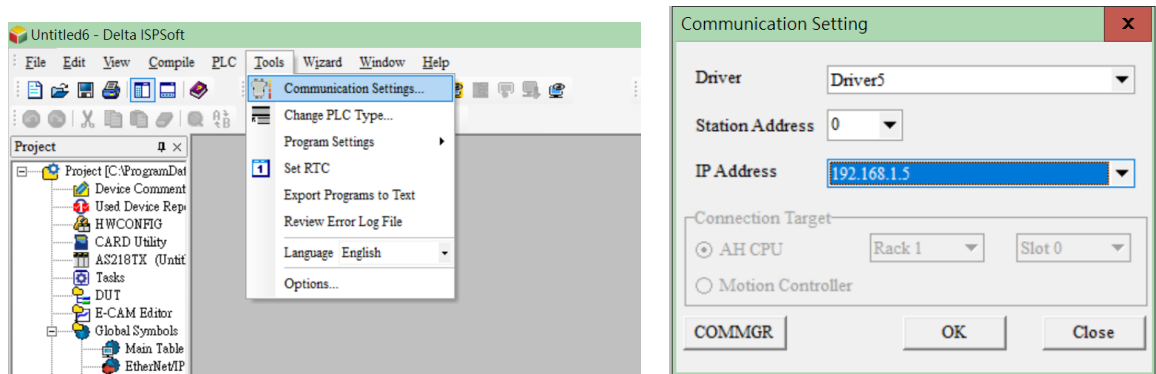 Untitled6 - Delta ISPSoft
File Edit View Compile PLC Tools Wizard Window Help
Communication Settings...
Change PLC Type...
Program Settings
1 Set RTC
Export Programs to Text
Review Error Log File
Language English
Options...
Project
Project [C:\ProgramDat
Device Comment
Used Device Rep
HWCONFIG
CARD Utility
AS218TX (Untit
Tasks
DUT
E-CAM Editor
Global Symbols
Main Table
EtherNet/IP
Communication Setting x
Driver Driver5
Station Address 0
IP Address 192.168.1.5
Connection Target
AH CPU Rack 1 Slot 0
Motion Controller
COMMGR OK Close